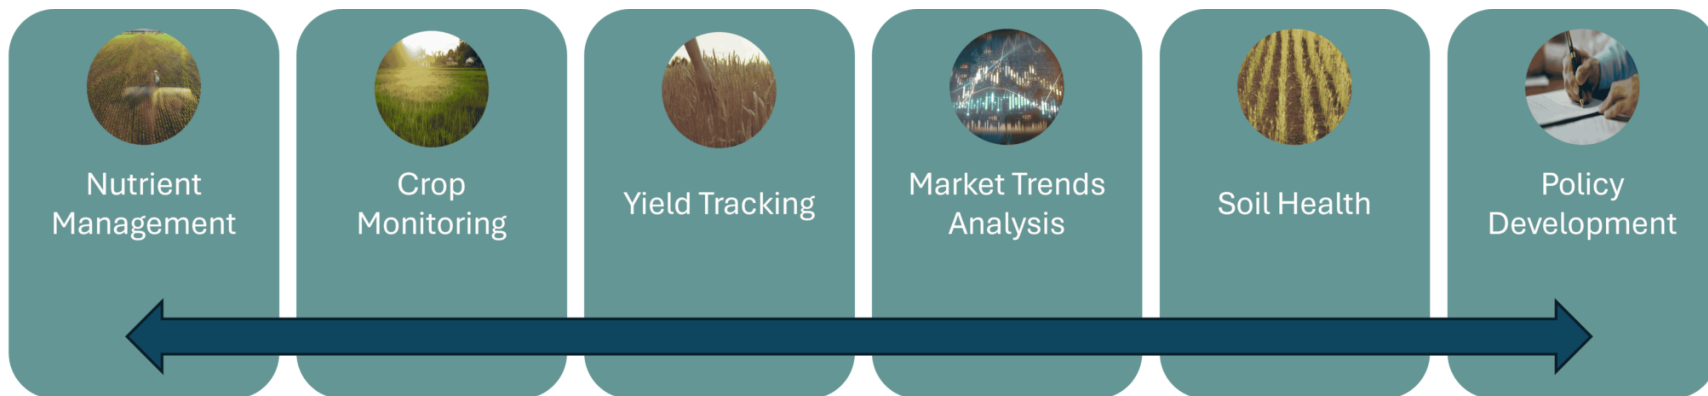 Nutrient
Management
Crop
Monitoring
Yield Tracking
Market Trends
Analysis
Soil Health
Policy
Development